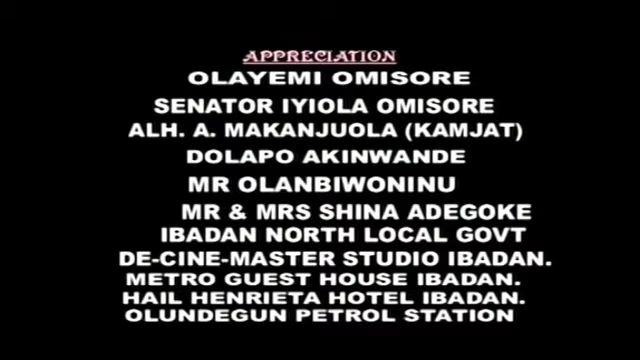 APPRECIATION
OLAYEMI OMISORE
SENATOR IYIOLA OMISORE
ALH. A. MAKANJUOLA (KAMJAT)
DOLAPO AKINWANDE
MR OLANBIWONINU
MR & MRS SHINA ADEGOKE
IBADAN NORTH LOCAL GOVT
DE-CINE-MASTER STUDIO IBADAN.
METRO GUEST HOUSE IBADAN.
HAIL HENRIETA HOTEL IBADAN.
OLUNDEGUN PETROL STATION